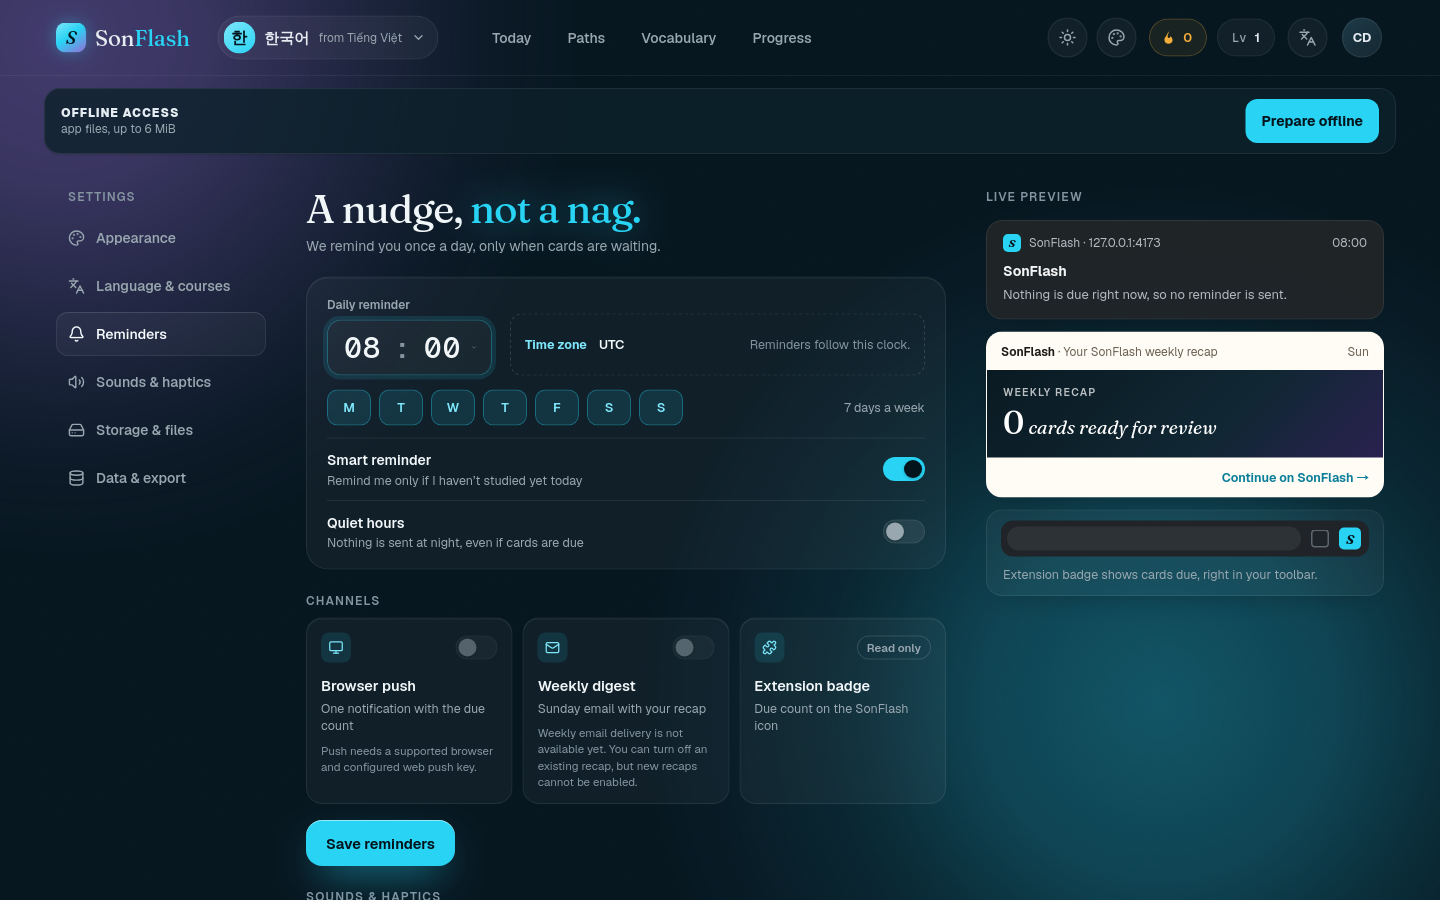 S SonFlash
한 한국어 from Tiếng Việt
Today Paths Vocabulary Progress
0
Lv 1
CD
OFFLINE ACCESS
app files, up to 6 MiB
Prepare offline
SETTINGS
Appearance
Language & courses
Reminders
Sounds & haptics
Storage & files
Data & export
A nudge, not a nag.
We remind you once a day, only when cards are waiting.
Daily reminder
08 : 00
Time zone UTC Reminders follow this clock.
M T W T F S S 7 days a week
Smart reminder
Remind me only if I haven't studied yet today
Quiet hours
Nothing is sent at night, even if cards are due
CHANNELS
Browser push
One notification with the due
count
Push needs a supported browser
and configured web push key.
Weekly digest
Sunday email with your recap
Weekly email delivery is not
available yet. You can turn off an
existing recap, but new recaps
cannot be enabled.
Read only
Extension badge
Due count on the SonFlash
icon
Save reminders
SOUNDS & HAPTICS
LIVE PREVIEW
S SonFlash · 127.0.0.1:4173 08:00
SonFlash
Nothing is due right now, so no reminder is sent.
SonFlash · Your SonFlash weekly recap Sun
WEEKLY RECAP
0 cards ready for review
Continue on SonFlash →
S
Extension badge shows cards due, right in your toolbar.